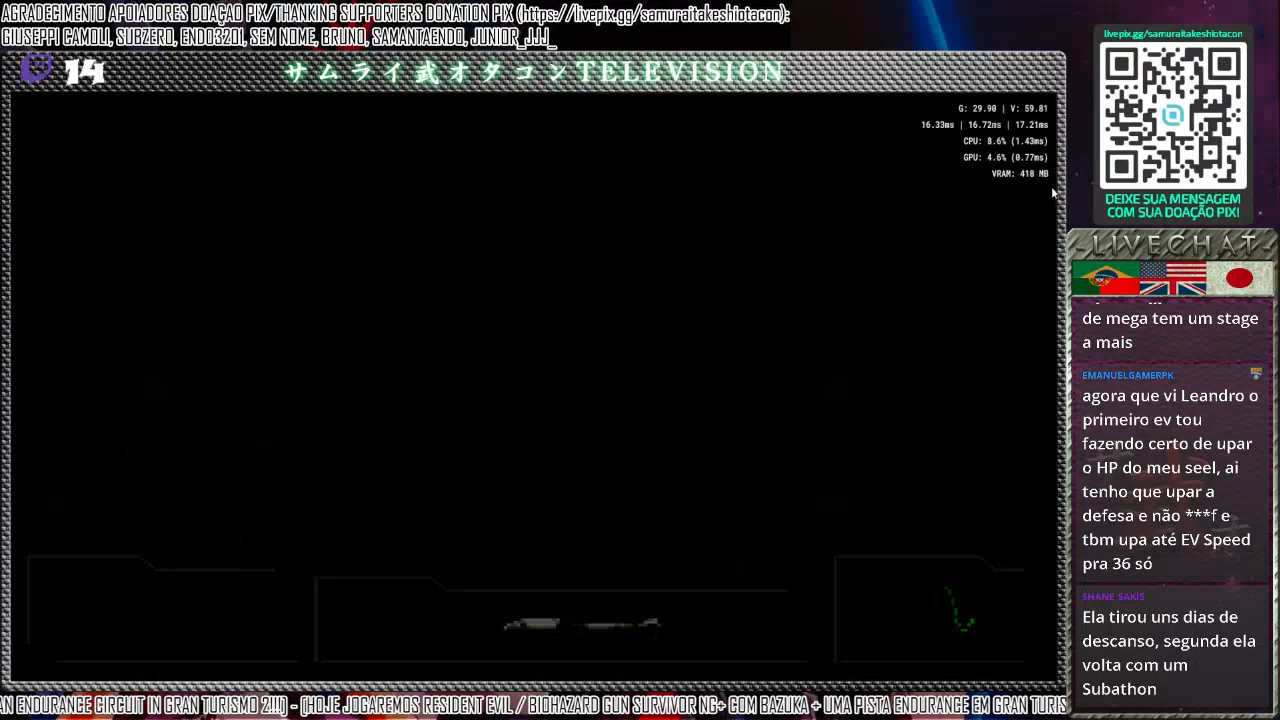 AGRADECIMENTO APOIADORES DOAÇAO PIX/THANKING SUPPORTERS DONATION PIX (https://livepix.gg/samuraitakeshiotacon):
GIUSEPPI CAMOLI, SUBZERO, ENDO3201, SEM NOME, BRUNO, SAMANTAENDO, JUNIOR_JJJ_
14
サムライ武オタコンTELEVISION
G: 29.90 | V: 59.81
16.33ms | 16.72ms | 17.21ms
CPU: 8.6% (1.43ms)
GPU: 4.6% (0.77ms)
VRAM: 418 MB
livepix.gg/samuraitakeshiotacon
DEIXE SUA MENSAGEM
COM SUA DOAÇÃO PIX!
-LIVECHAT-
de mega tem um stage
a mais
EMANUELGAMERPK
agora que vi Leandro o
primeiro ev tou
fazendo certo de upar
o HP do meu seel, ai
tenho que upar a
defesa e não ***f e
tbm upa até EV Speed
pra 36 só
SHANE SAKIS
Ela tirou uns dias de
descanso, segunda ela
volta com um
Subathon
AN ENDURANCE CIRCUIT IN GRAN TURISMO 2!!!) - (HOJE JOGAREMOS RESIDENT EVIL / BIOHAZARD GUN SURVIVOR NG+ COM BAZUKA + UMA PISTA ENDURANCE EM GRAN TURIS